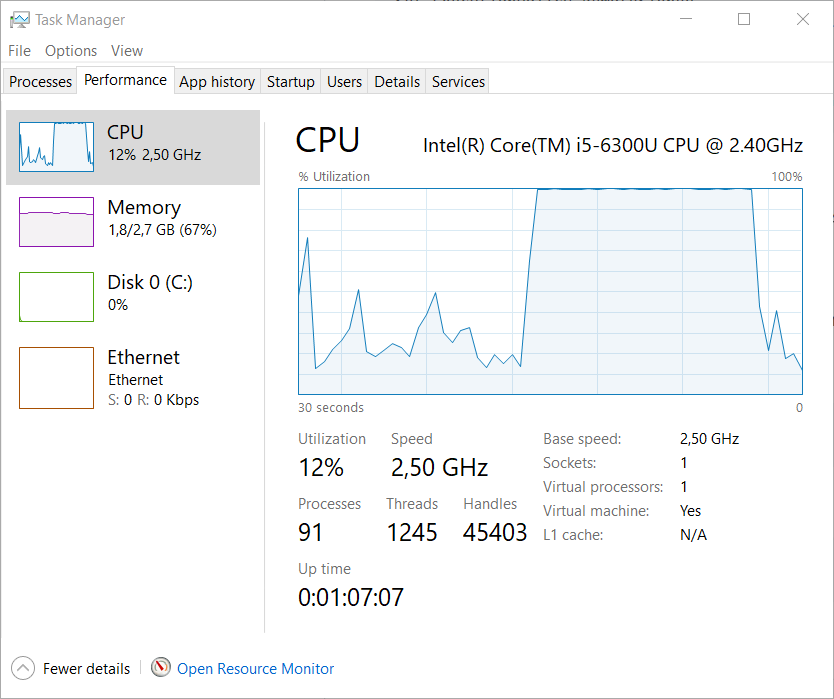 Task Manager
File Options View
Processes Performance App history Startup Users Details Services
CPU
12% 2,50 GHz
Memory
1,8/2,7 GB (67%)
Disk 0 (C:)
0%
Ethernet
Ethernet
S: 0 R: 0 Kbps
CPU
Intel(R) Core(TM) i5-6300U CPU @ 2.40GHz
% Utilization 100%
30 seconds 0
Utilization Speed
12% 2,50 GHz
Processes Threads Handles
91 1245 45403
Up time
0:01:07:07
Base speed: 2,50 GHz
Sockets: 1
Virtual processors: 1
Virtual machine: Yes
L1 cache: N/A
Fewer details Open Resource Monitor